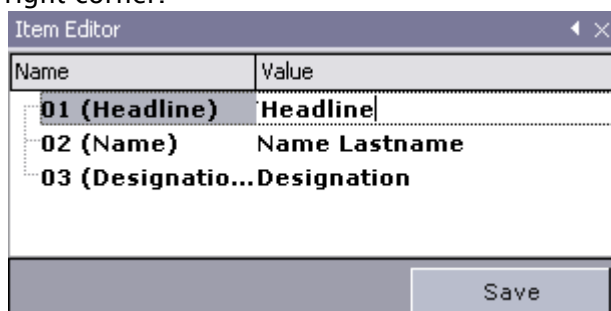 right corner.
Item Editor
Name Value
01 (Headline) Headline
02 (Name) Name Lastname
03 (Designatio... Designation
Save